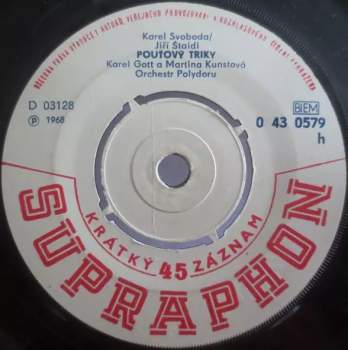 Karel Svoboda/
Jiří Štaidl
POUŤOVÝ TRIKY
Karel Gott a Martina Kunstová
Orchestr Polydoru
D 03128
BIEM
Ⓟ 1968
0 43 0579
h
KRÁTKÝ 45 ZÁZNAM
SUPRAPHON